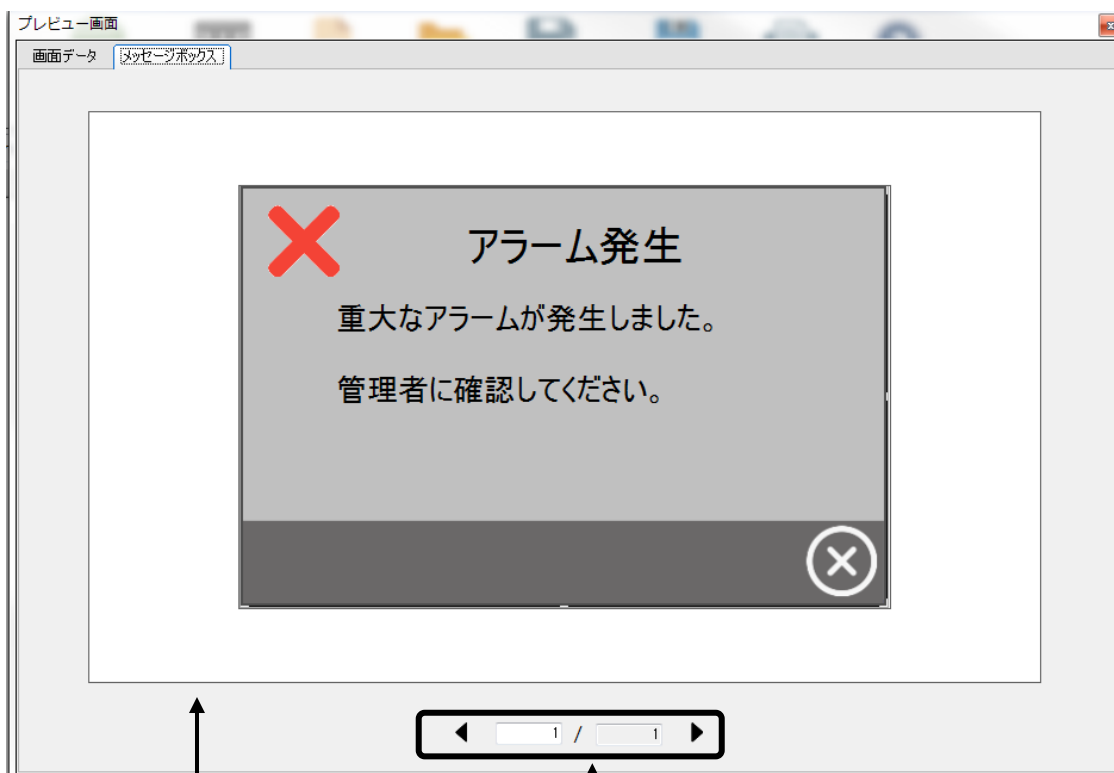 プレビュー画面
画面データ メッセージボックス
アラーム発生
重大なアラームが発生しました。
管理者に確認してください。
1 / 1